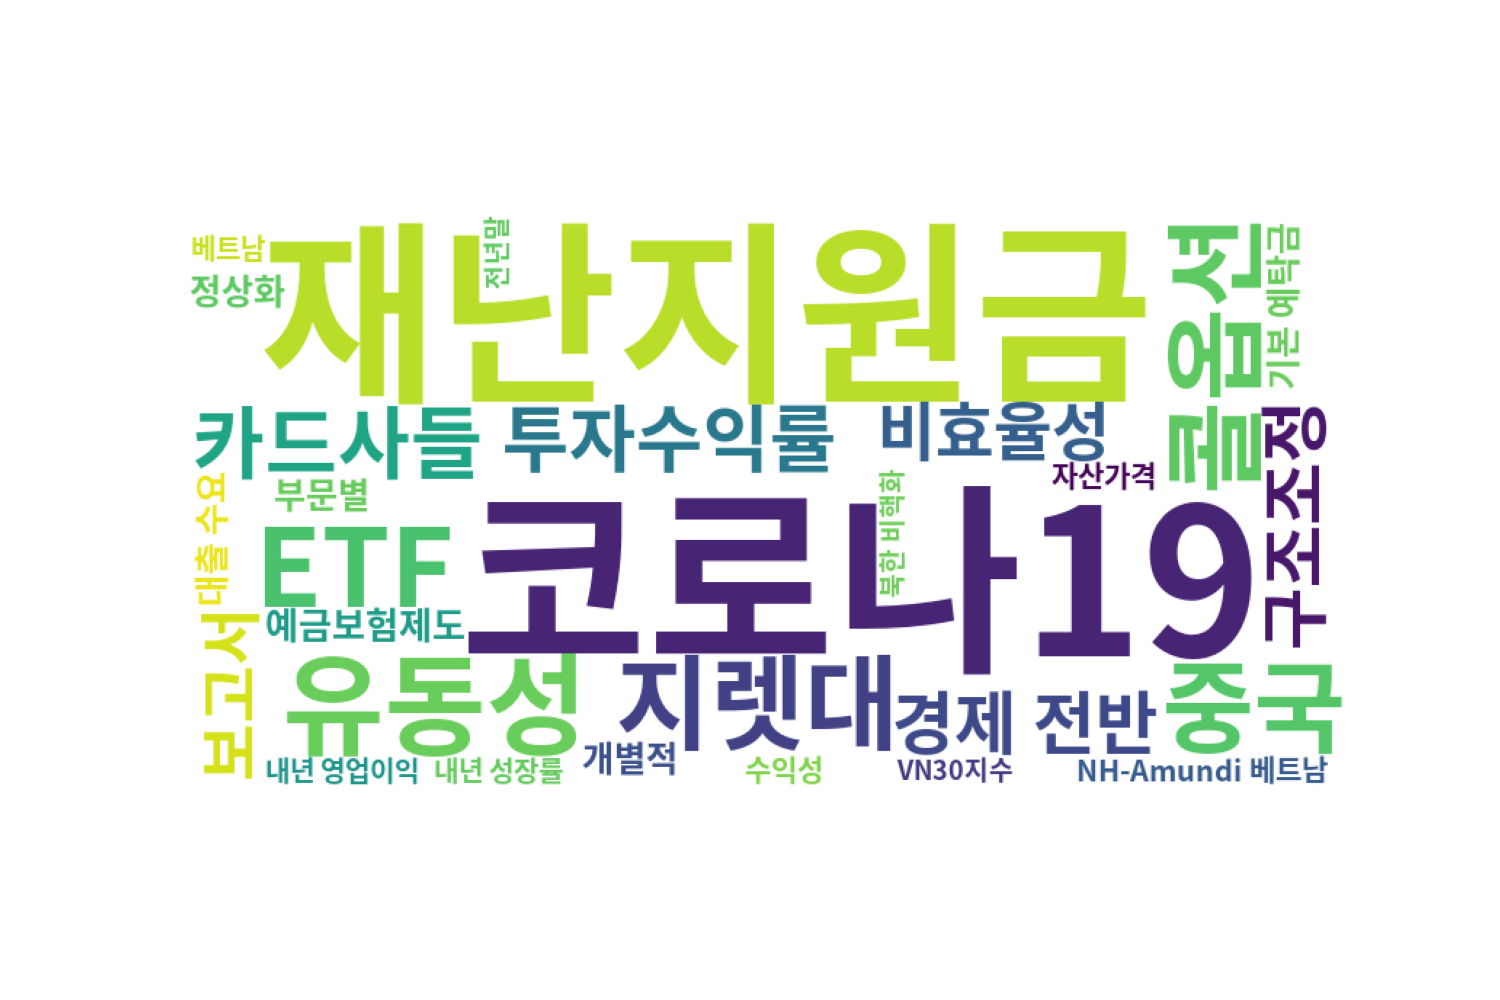 베트남
정상화
재난지원금
전년말
콜옵션
기본 예탁금
카드사들
투자수익률
비효율성
자산가격
구조조정
부문별
대출 수요
ETF
코로나19
북한 비핵화
예금보험제도
보고서
유동성
지렛대
경제 전반
중국
내년 영업이익
내년 성장률
개별적
수익성
VN30지수
NH-Amundi 베트남